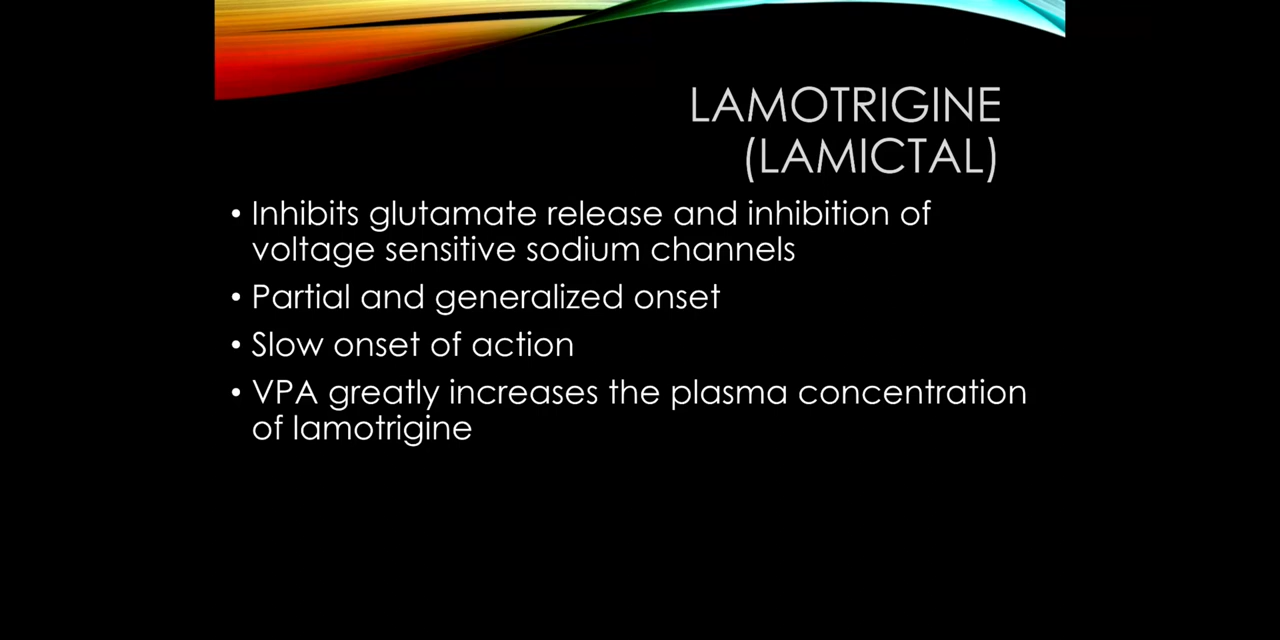 LAMOTRIGINE
(LAMICTAL)
• Inhibits glutamate release and inhibition of
voltage sensitive sodium channels
• Partial and generalized onset
• Slow onset of action
• VPA greatly increases the plasma concentration
of lamotrigine